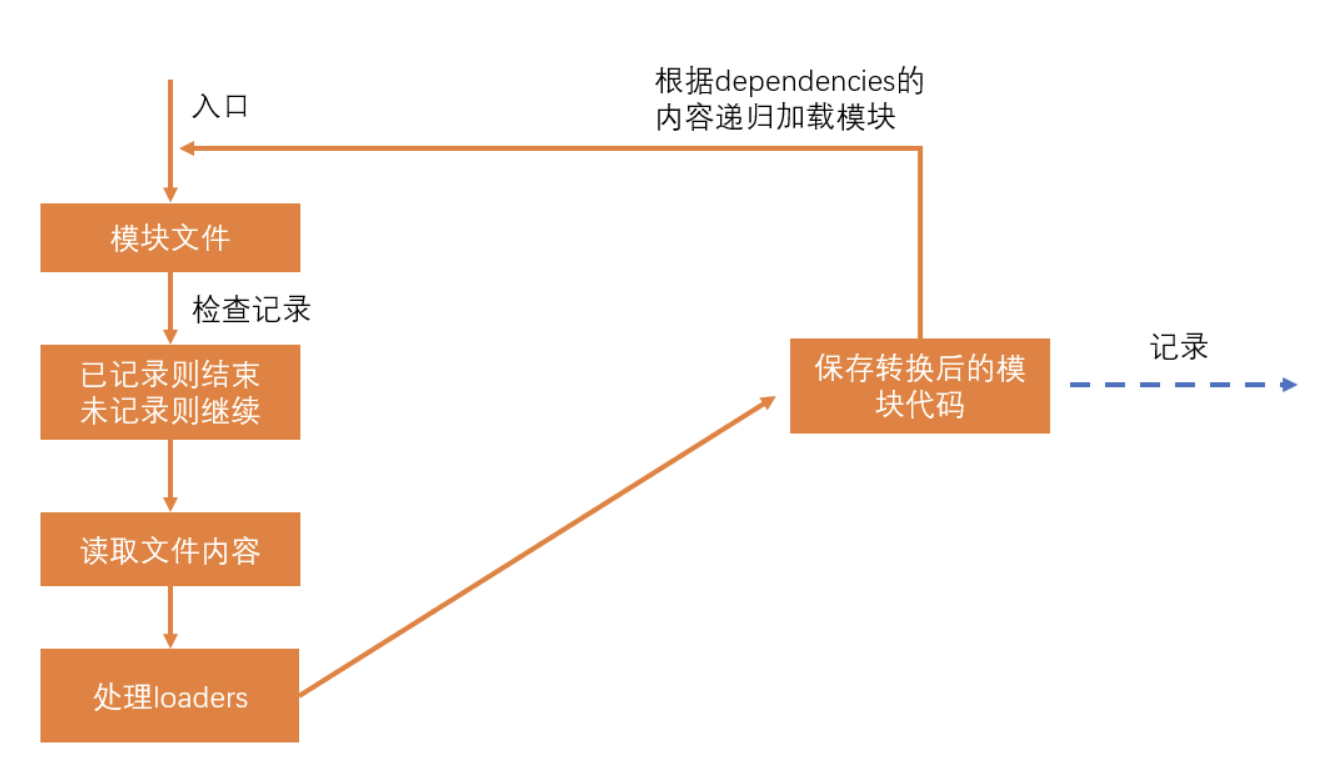 入口
根据dependencies的
内容递归加载模块
模块文件
检查记录
已记录则结束
未记录则继续
读取文件内容
处理loaders
保存转换后的模
块代码
记录